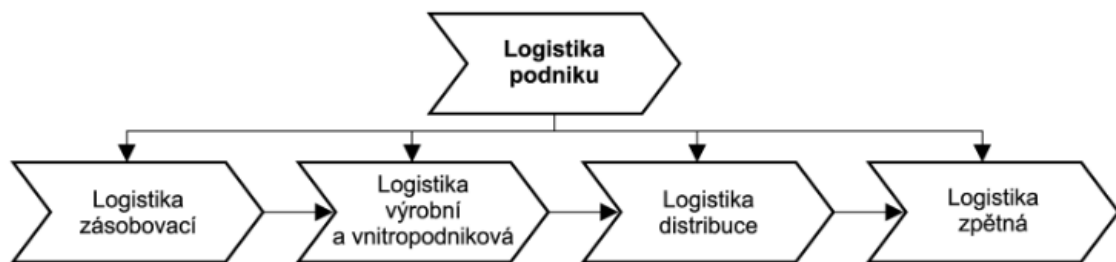 Logistika
podniku
Logistika
zásobovací
Logistika
výrobní
a vnitropodniková
Logistika
distribuce
Logistika
zpětná